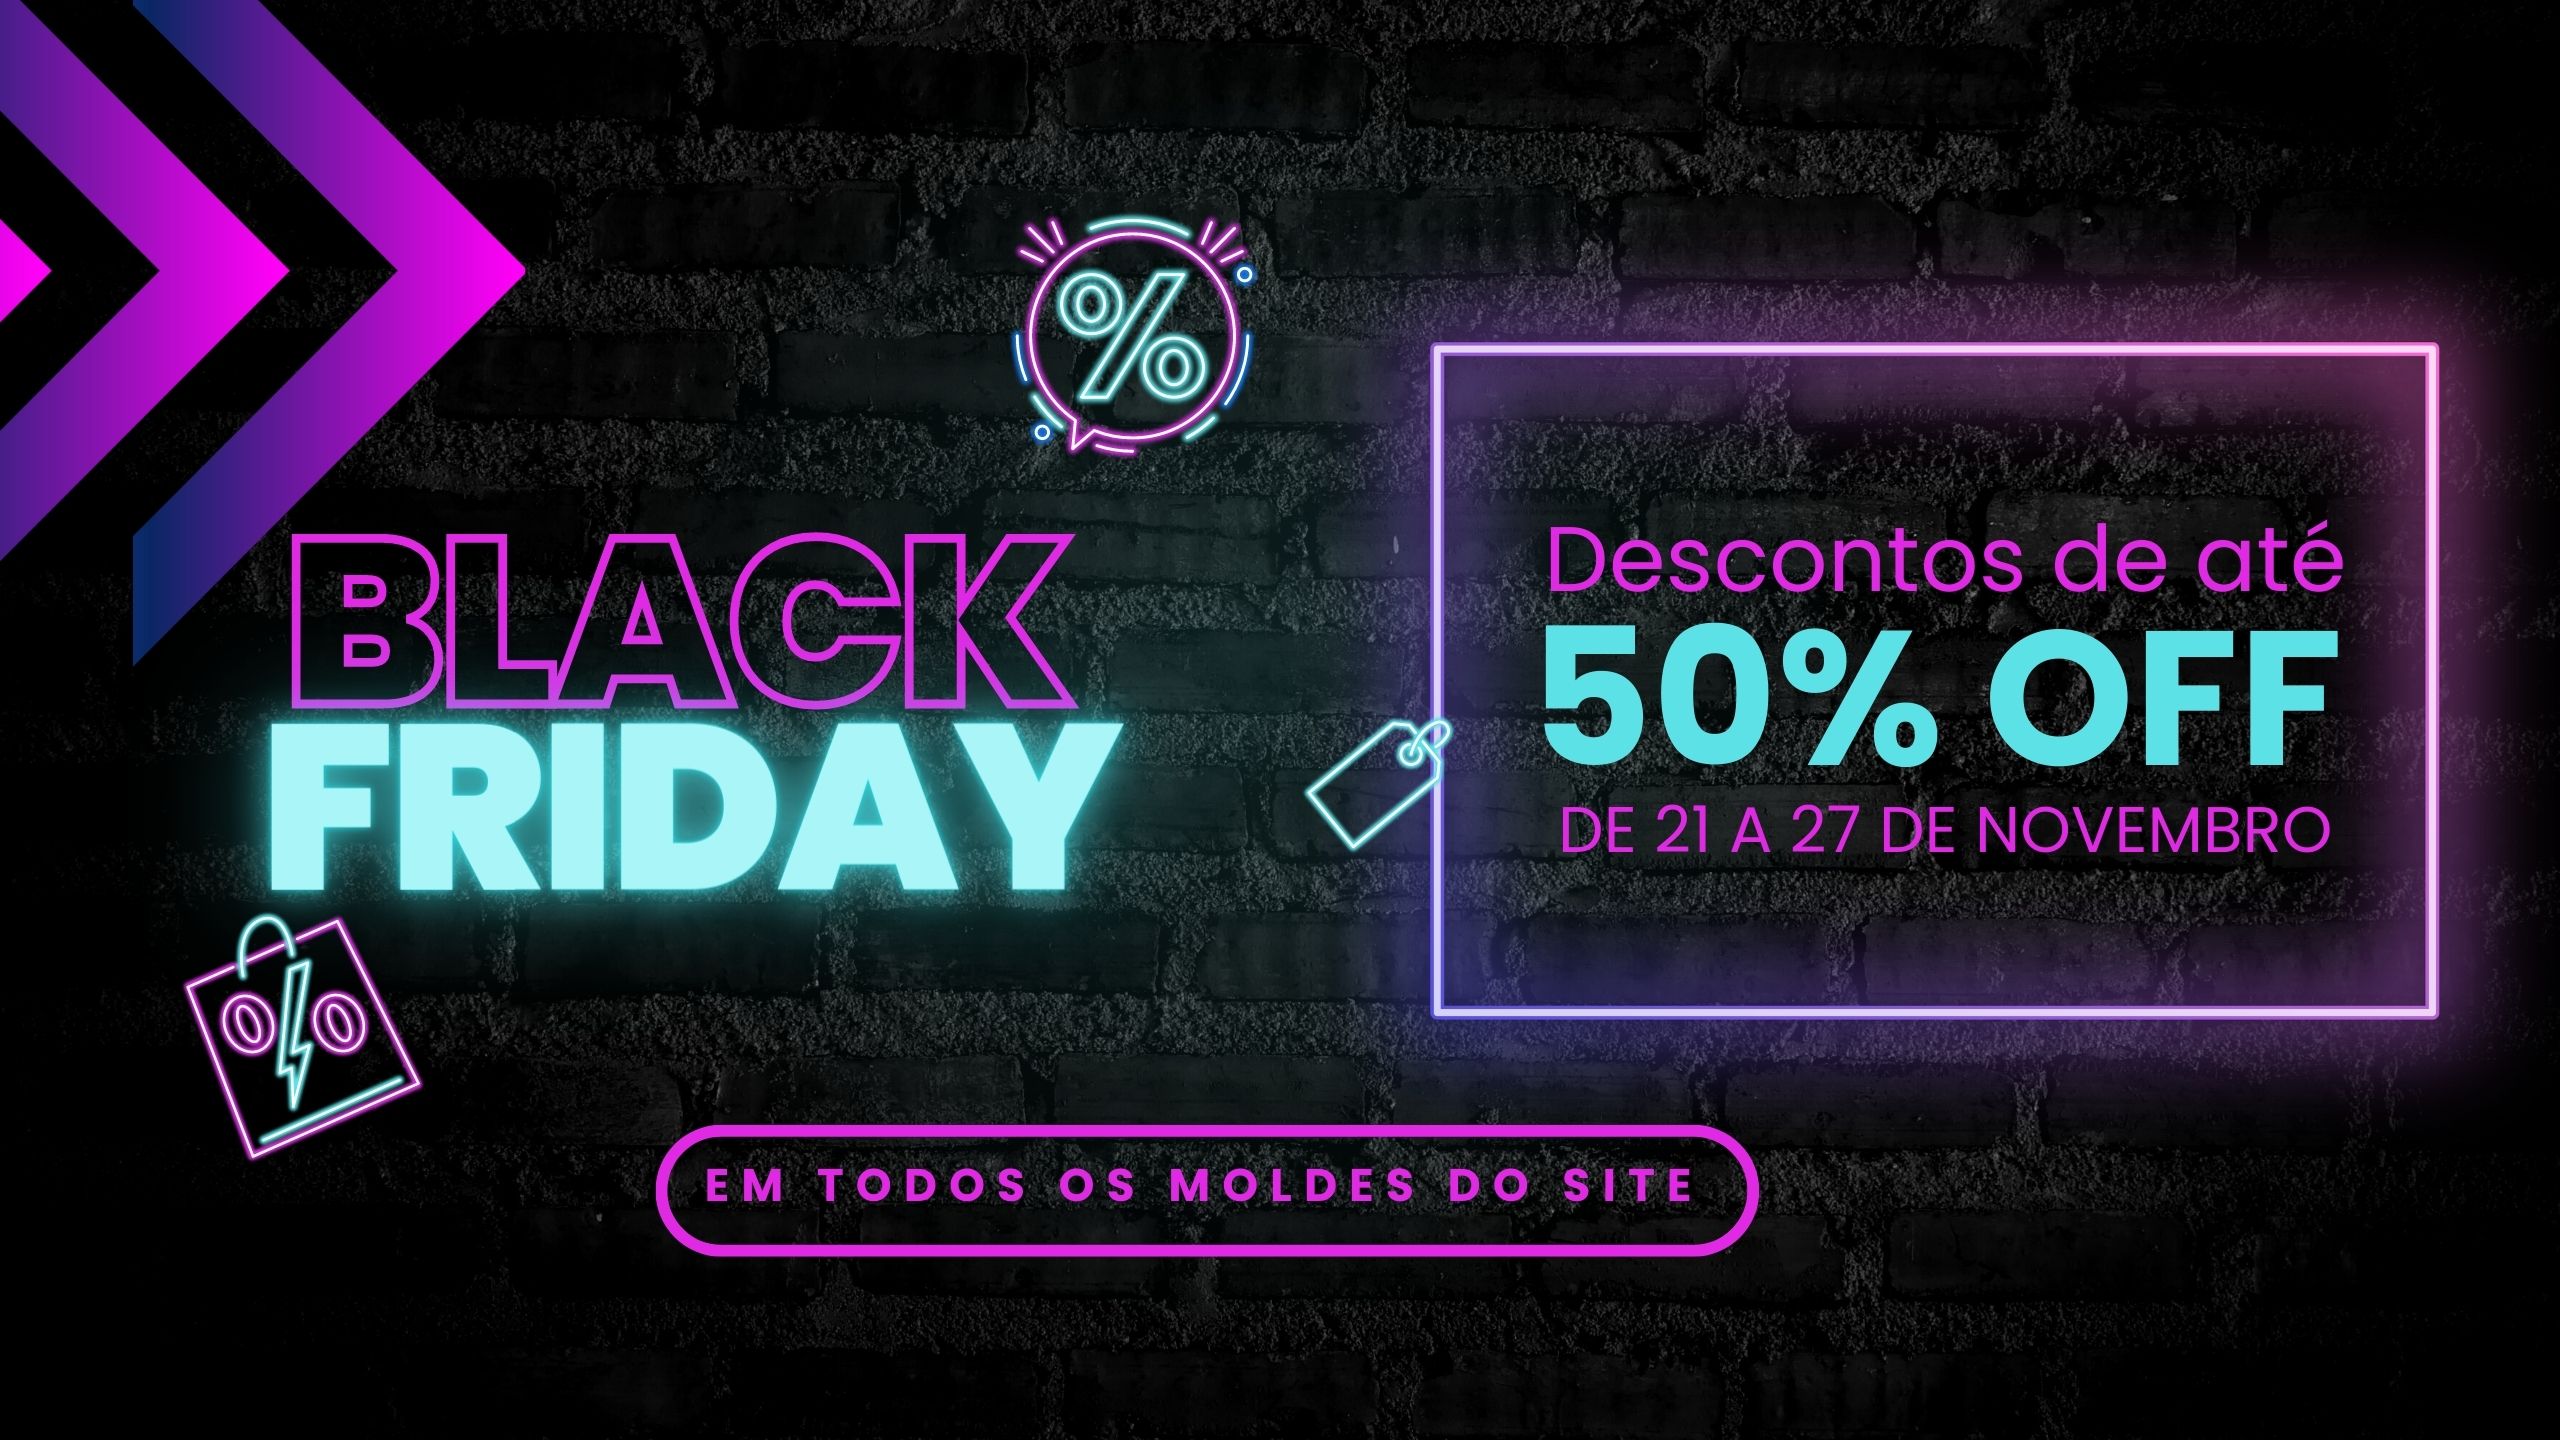 %
BLACK
FRIDAY
Descontos de até
50% OFF
DE 21 A 27 DE NOVEMBRO
%
EM TODOS OS MOLDES DO SITE